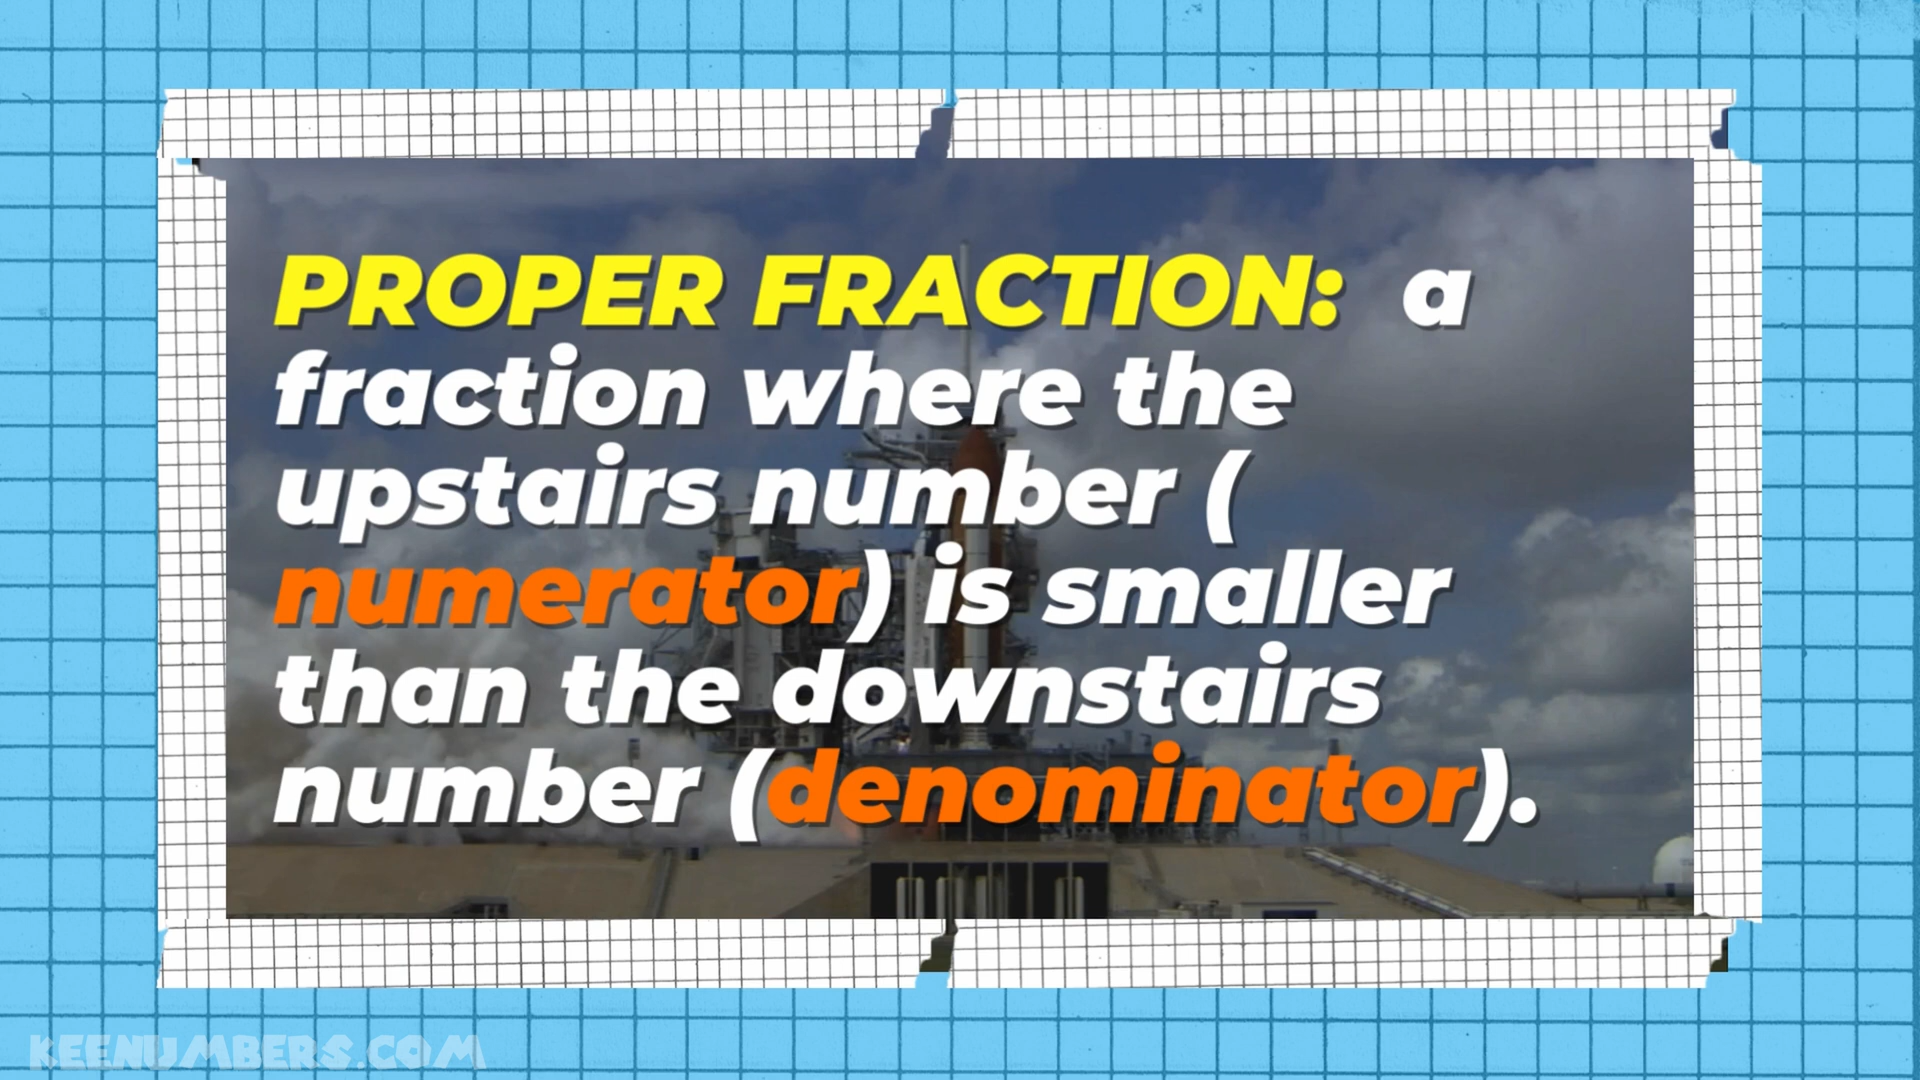 PROPER FRACTION: a
fraction where the
upstairs number (
numerator) is smaller
than the downstairs
number (denominator).
KEENUMBERS.COM